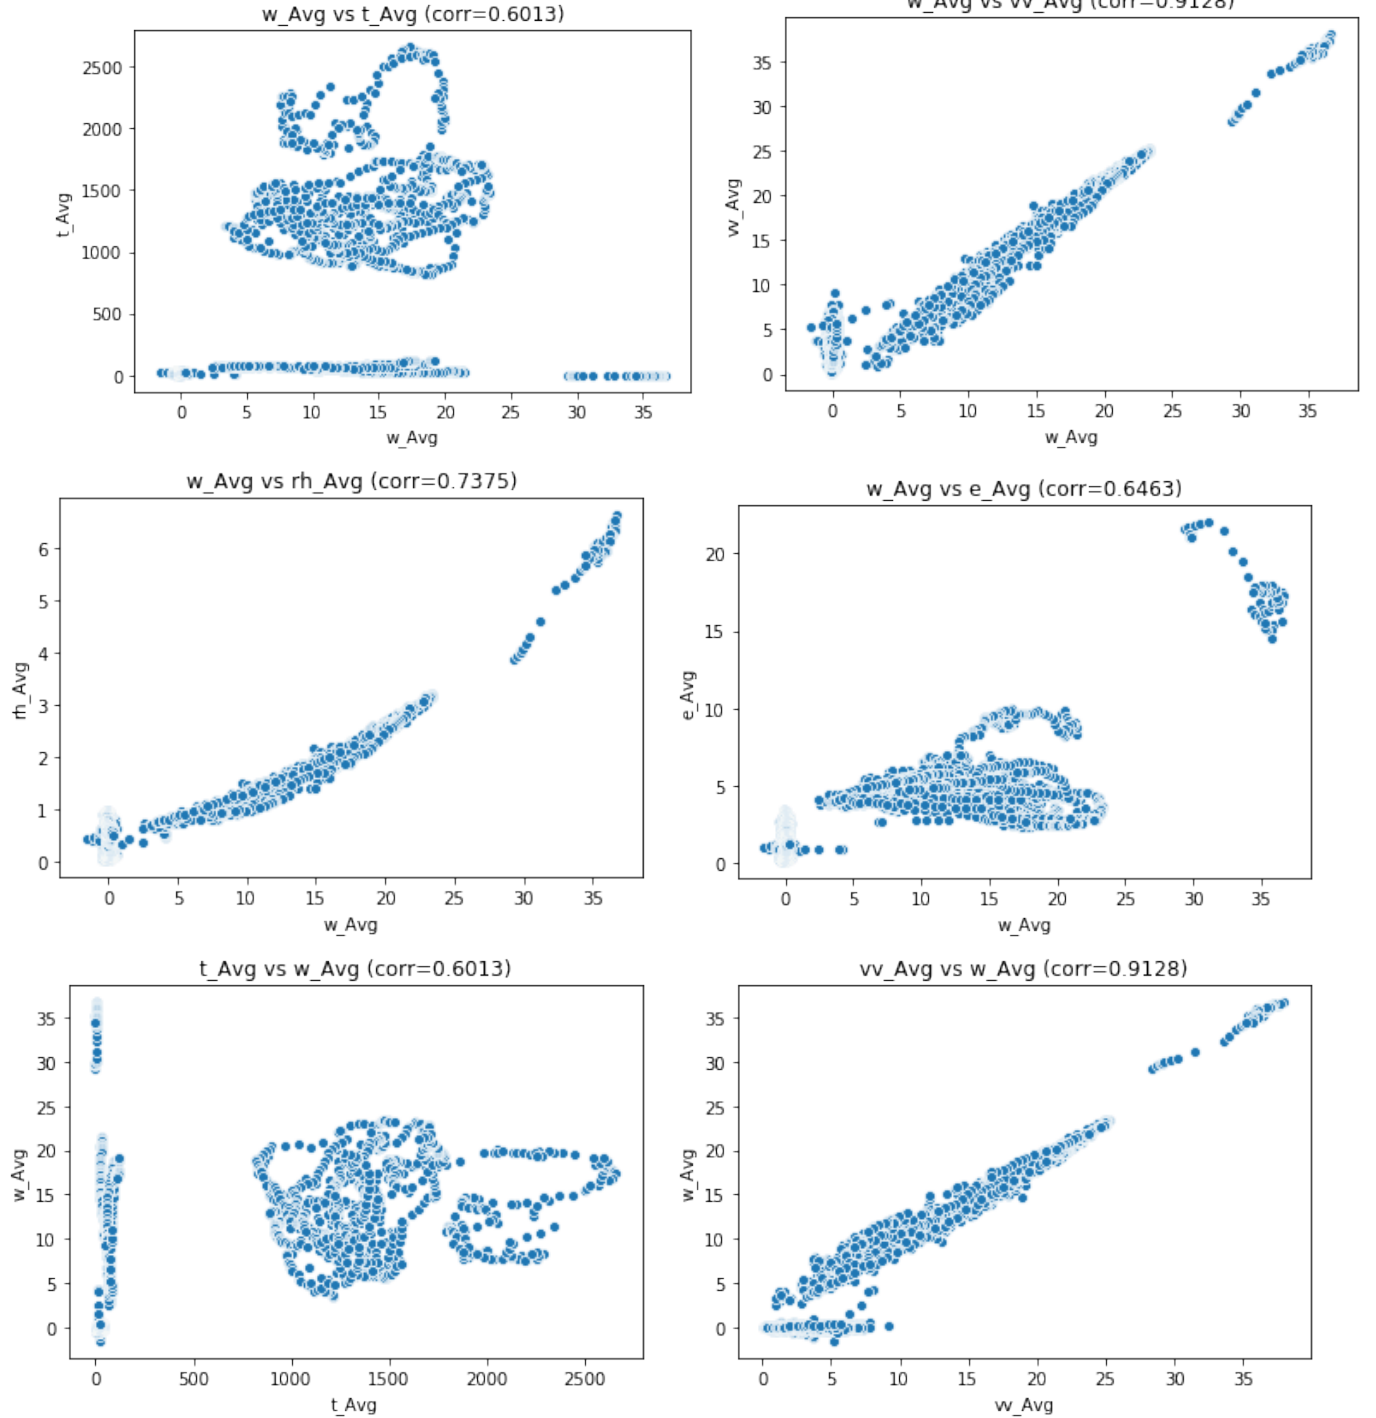 w_Avg vs t_Avg (corr=0.6013)
2500
2000
1500
1000
500
0
t_Avg
0 5 10 15 20 25 30 35
w_Avg
w_Avg vs vv_Avg (corr=0.9128)
35
30
25
20
15
10
5
0
vv_Avg
0 5 10 15 20 25 30 35
w_Avg
w_Avg vs rh_Avg (corr=0.7375)
6
5
4
3
2
1
0
rh_Avg
0 5 10 15 20 25 30 35
w_Avg
w_Avg vs e_Avg (corr=0.6463)
20
15
10
5
0
e_Avg
0 5 10 15 20 25 30 35
w_Avg
t_Avg vs w_Avg (corr=0.6013)
35
30
25
20
15
10
5
0
w_Avg
0 500 1000 1500 2000 2500
t_Avg
vv_Avg vs w_Avg (corr=0.9128)
35
30
25
20
15
10
5
0
w_Avg
0 5 10 15 20 25 30 35
vv_Avg